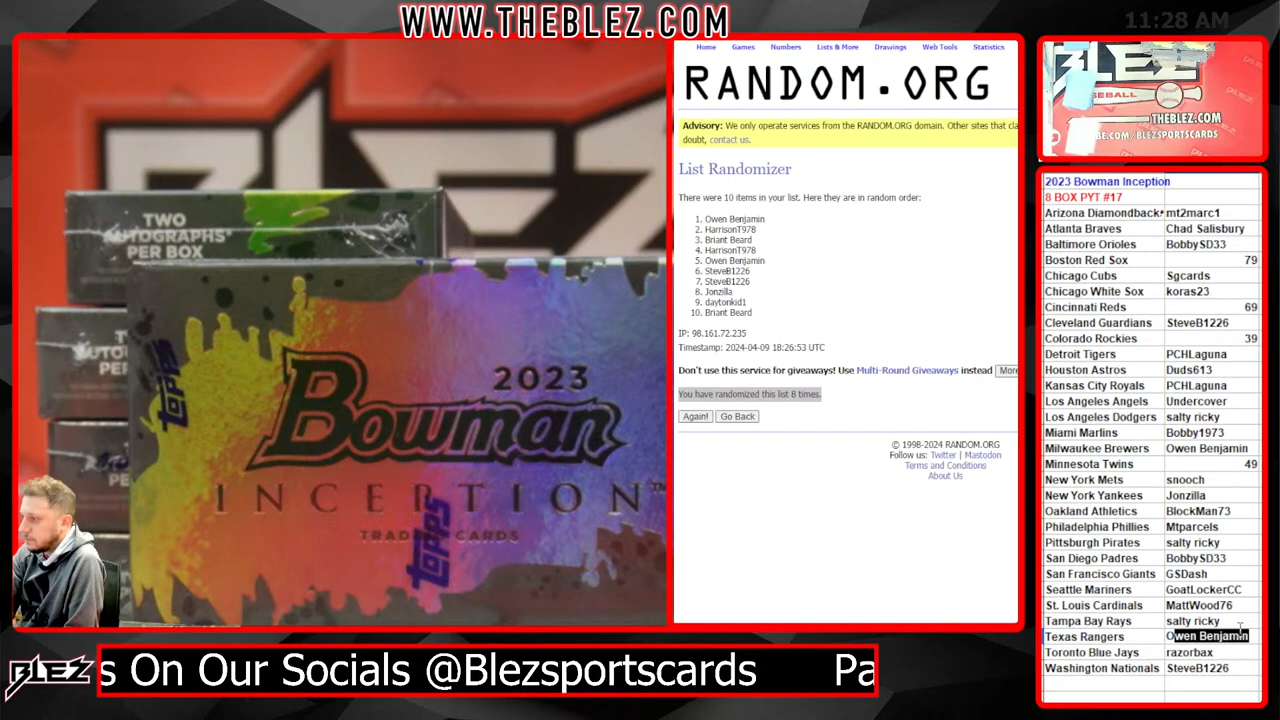 WWW.THEBLEZ.COM
11:28 AM
TWO
AUTOGRAPHS*
PER BOX
topps
2023
Bowman
INCEPTION™
TRADING CARDS
topps
Home Games Numbers Lists & More Drawings Web Tools Statistics
RANDOM.ORG
Advisory: We only operate services from the RANDOM.ORG domain. Other sites that cla
doubt, contact us.
List Randomizer
There were 10 items in your list. Here they are in random order:
1. Owen Benjamin
2. HarrisonT978
3. Briant Beard
4. HarrisonT978
5. Owen Benjamin
6. SteveB1226
7. SteveB1226
8. Jonzilla
9. daytonkid1
10. Briant Beard
IP: 98.161.72.235
Timestamp: 2024-04-09 18:26:53 UTC
Don't use this service for giveaways! Use Multi-Round Giveaways instead More
You have randomized this list 8 times.
Again! Go Back
© 1998-2024 RANDOM.ORG
Follow us: Twitter | Mastodon
Terms and Conditions
About Us
BLEZ
BASEBALL
THEBLEZ.COM
BE.COM/BLEZSPORTSCARDS
2023 Bowman Inception
8 BOX PYT #17
Arizona Diamondback mt2marc1
Atlanta Braves Chad Salisbury
Baltimore Orioles BobbySD33
Boston Red Sox 79
Chicago Cubs Sgcards
Chicago White Sox koras23
Cincinnati Reds 69
Cleveland Guardians SteveB1226
Colorado Rockies 39
Detroit Tigers PCHLaguna
Houston Astros Duds613
Kansas City Royals PCHLaguna
Los Angeles Angels Undercover
Los Angeles Dodgers salty ricky
Miami Marlins Bobby1973
Milwaukee Brewers Owen Benjamin
Minnesota Twins 49
New York Mets snooch
New York Yankees Jonzilla
Oakland Athletics BlockMan73
Philadelphia Phillies Mtparcels
Pittsburgh Pirates salty ricky
San Diego Padres BobbySD33
San Francisco Giants GSDash
Seattle Mariners GoatLockerCC
St. Louis Cardinals MattWood76
Tampa Bay Rays salty ricky
Texas Rangers Owen Benjamin
Toronto Blue Jays razorbax
Washington Nationals SteveB1226
BLEZ
s On Our Socials @Blezsportscards Pa